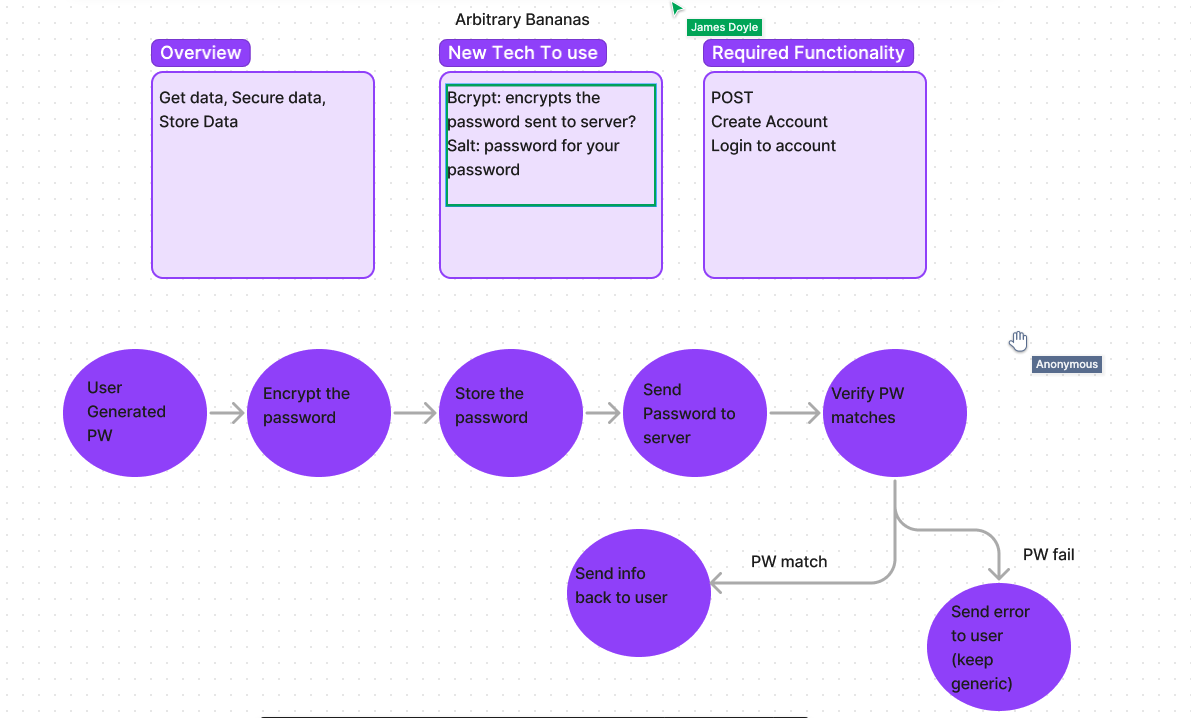 Arbitrary Bananas
James Doyle
Overview
New Tech To use
Required Functionality
Get data, Secure data,
Store Data
Bcrypt: encrypts the
password sent to server?
Salt: password for your
password
POST
Create Account
Login to account
Anonymous
User
Generated
PW
Encrypt the
password
Store the
password
Send
Password to
server
Verify PW
matches
PW match
PW fail
Send info
back to user
Send error
to user
(keep
generic)